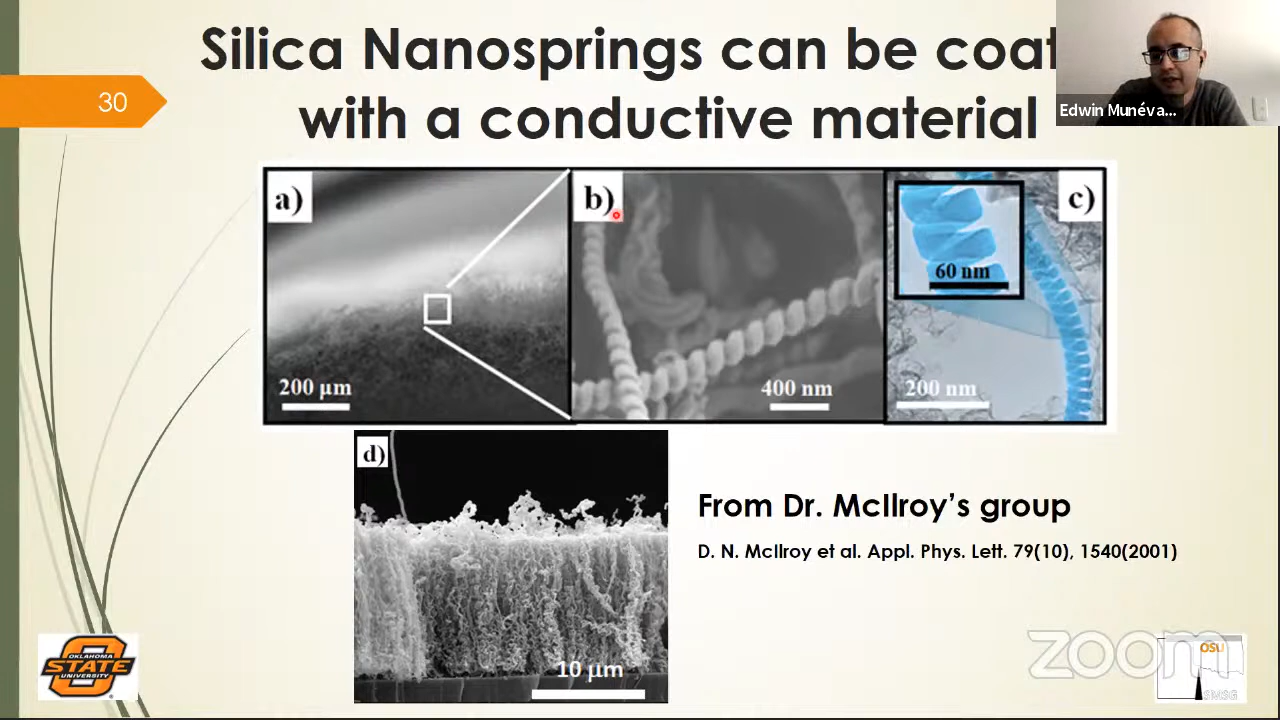 Silica Nanosprings can be coat
with a conductive material
30
Edwin Munéva...
a)
b)
c)
60 nm
200 µm
400 nm
200 nm
d)
10 µm
From Dr. McIlroy's group
D. N. McIlroy et al. Appl. Phys. Lett. 79(10), 1540(2001)
OKLAHOMA
STATE
UNIVERSITY
zoom
OSU